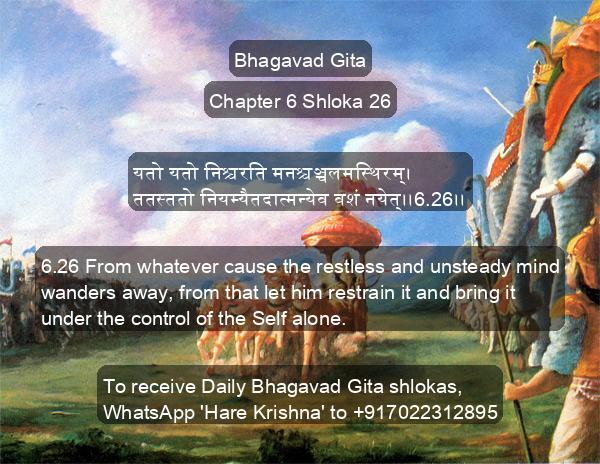 Bhagavad Gita
Chapter 6 Shloka 26
यतो यतो निश्चरति मनश्चञ्चलमस्थिरम्।
ततस्ततो नियम्यैतदात्मन्येव वशं नयेत्।।6.26।।
6.26 From whatever cause the restless and unsteady mind
wanders away, from that let him restrain it and bring it
under the control of the Self alone.
To receive Daily Bhagavad Gita shlokas,
WhatsApp 'Hare Krishna' to +917022312895